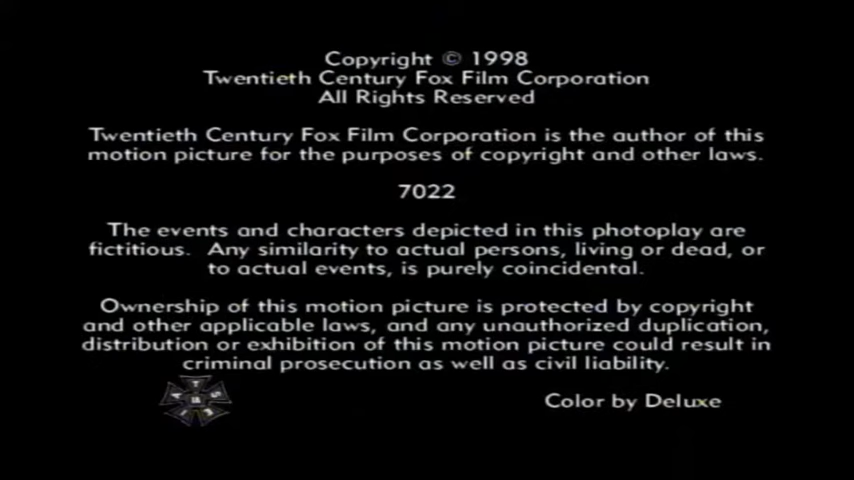 Copyright © 1998
Twentieth Century Fox Film Corporation
All Rights Reserved
Twentieth Century Fox Film Corporation is the author of this
motion picture for the purposes of copyright and other laws.
7022
The events and characters depicted in this photoplay are
fictitious. Any similarity to actual persons, living or dead, or
to actual events, is purely coincidental.
Ownership of this motion picture is protected by copyright
and other applicable laws, and any unauthorized duplication,
distribution or exhibition of this motion picture could result in
criminal prosecution as well as civil liability.
Color by Deluxe